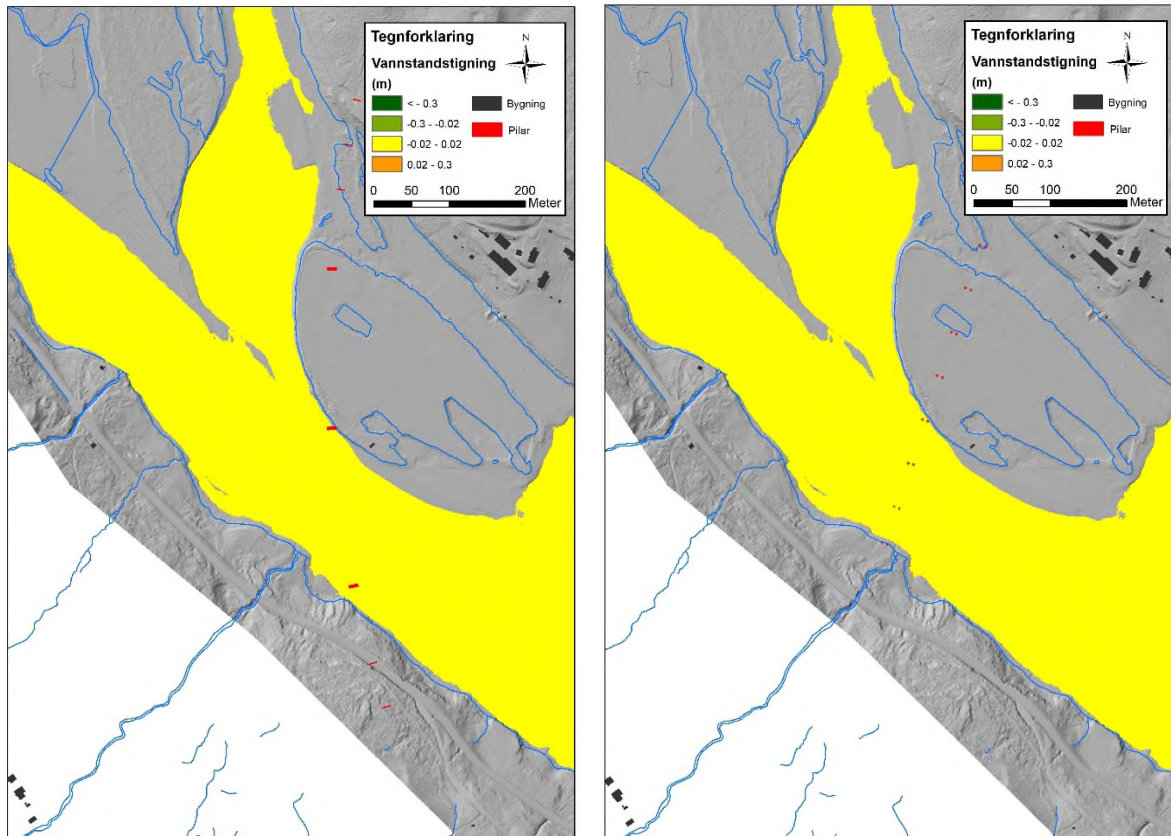 Tegnforklaring
N
Vannstandstigning
(m)
< - 0.3
Bygning
-0.3 - -0.02
Pilar
-0.02 - 0.02
0.02 - 0.3
0 50 100 200
Meter
Tegnforklaring
N
Vannstandstigning
(m)
< - 0.3
Bygning
-0.3 - -0.02
Pilar
-0.02 - 0.02
0.02 - 0.3
0 50 100 200
Meter